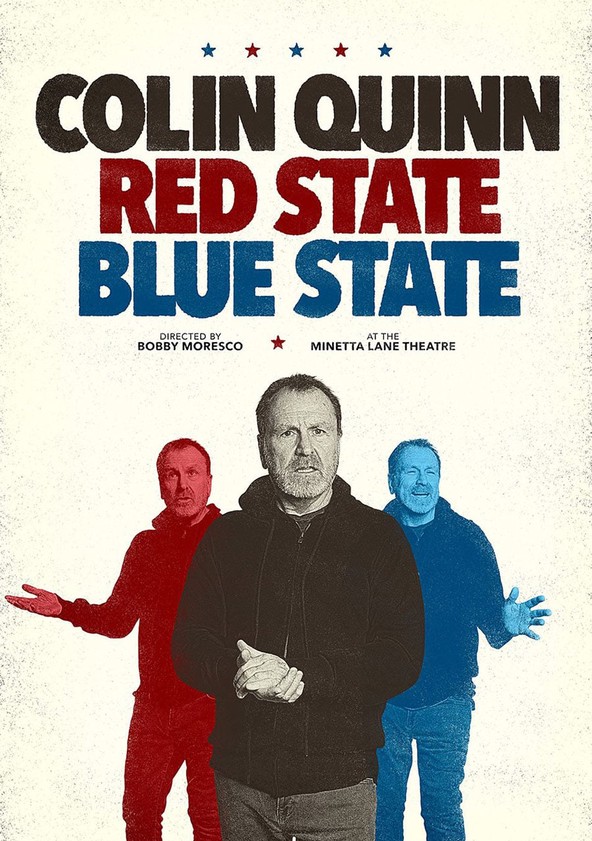 COLIN QUINN
RED STATE
BLUE STATE
DIRECTED BY
BOBBY MORESCO
AT THE
MINETTA LANE THEATRE